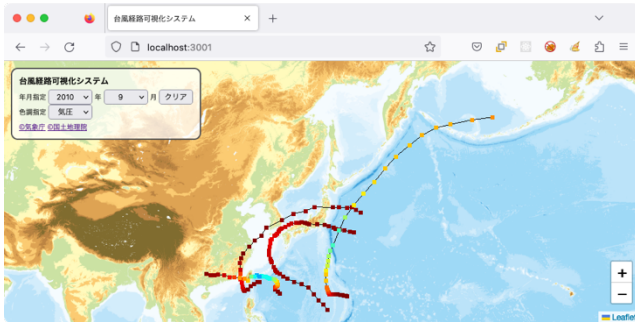 台風経路可視化システム
localhost:3001
台風経路可視化システム
年月指定 2010 年 9 月 クリア
色調指定 気圧
©気象庁 ©国土地理院
+
−
Leaflet